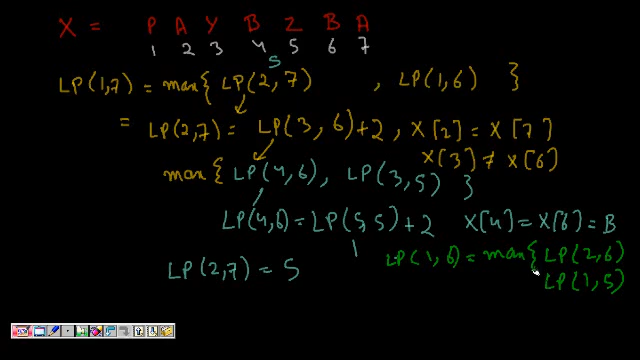 X = P A Y B Z B A
1 2 3 4 5 6 7
5
LP(1,7) = max{ LP(2,7) , LP(1,6) }
= LP(2,7) = LP(3,6)+2, X[2] = X[7]
X[3] ≠ X[6]
max{ LP(4,6), LP(3,5) }
LP(4,6) = LP(5,5)+2 X[4] = X[6] = B
1
LP(2,7) = 5
LP(1,6) = max{ LP(2,6)
LP(1,5)